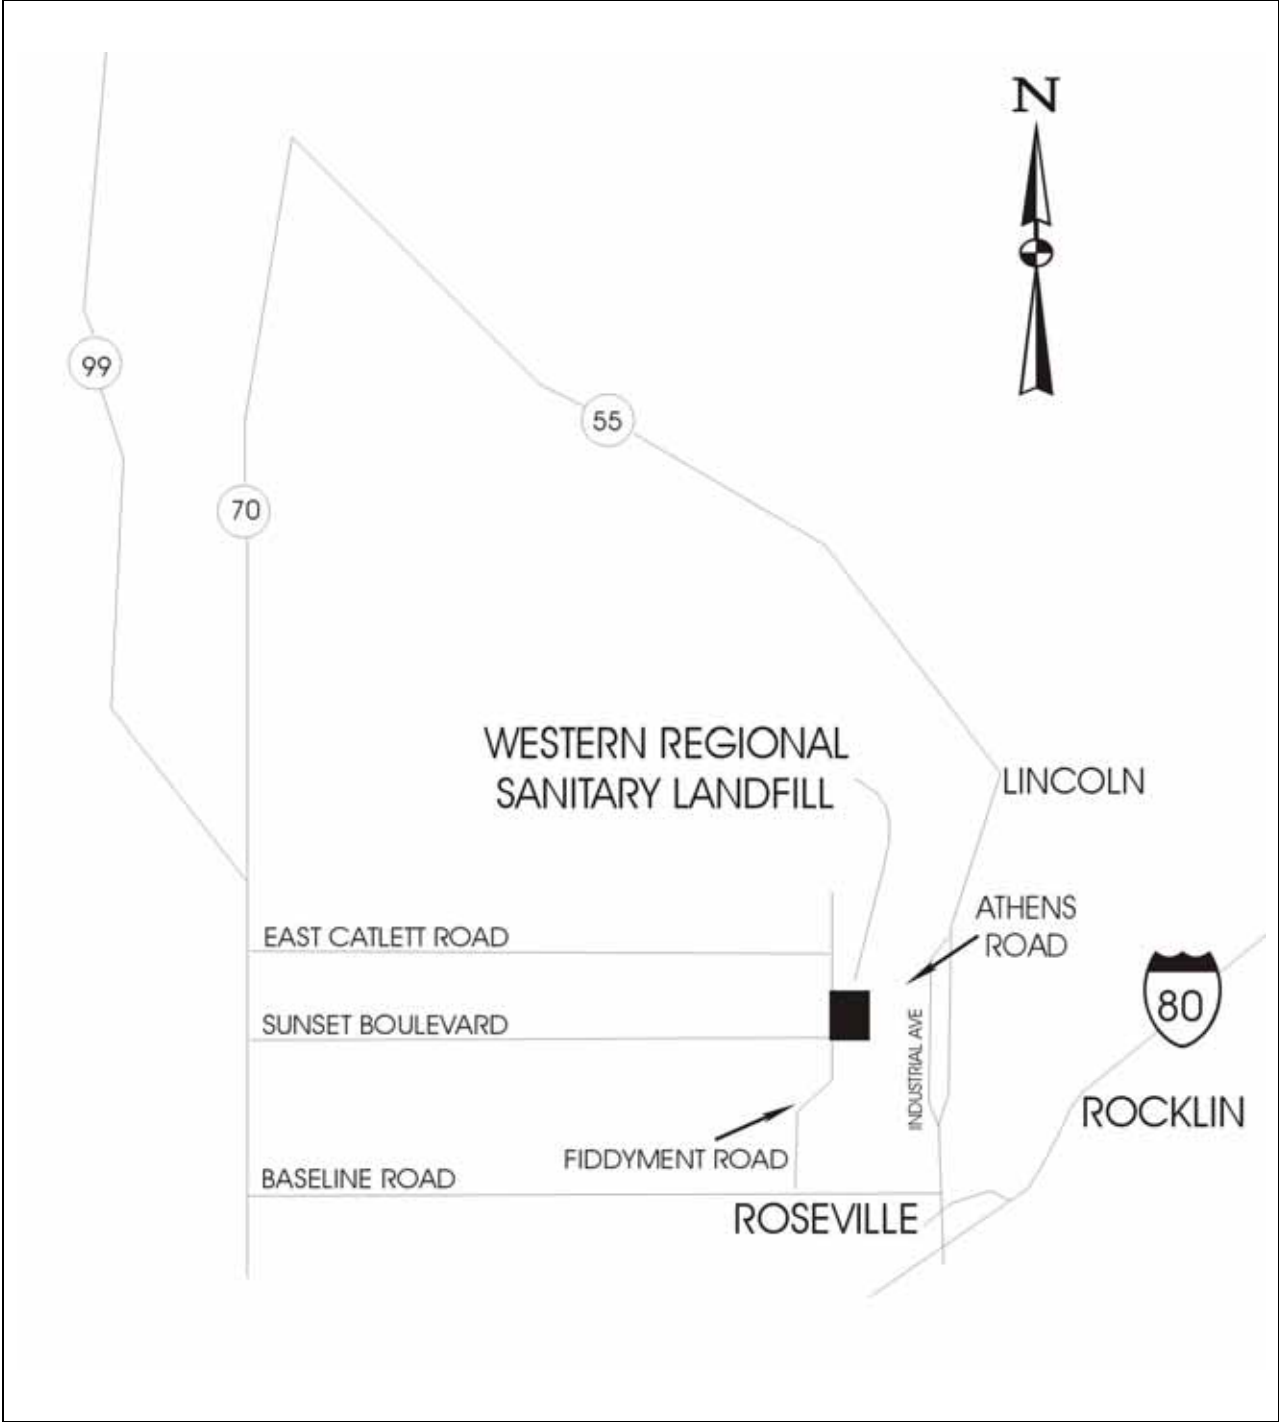 N
99
55
70
WESTERN REGIONAL
SANITARY LANDFILL
LINCOLN
ATHENS
ROAD
EAST CATLETT ROAD
80
SUNSET BOULEVARD
INDUSTRIAL AVE
ROCKLIN
FIDDYMENT ROAD
BASELINE ROAD
ROSEVILLE